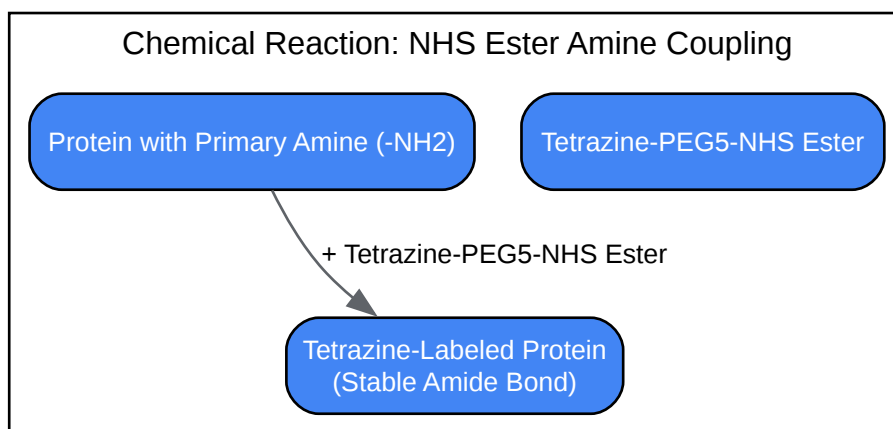 Chemical Reaction: NHS Ester Amine Coupling
Protein with Primary Amine (-NH2)
Tetrazine-PEG5-NHS Ester
+ Tetrazine-PEG5-NHS Ester
Tetrazine-Labeled Protein
(Stable Amide Bond)